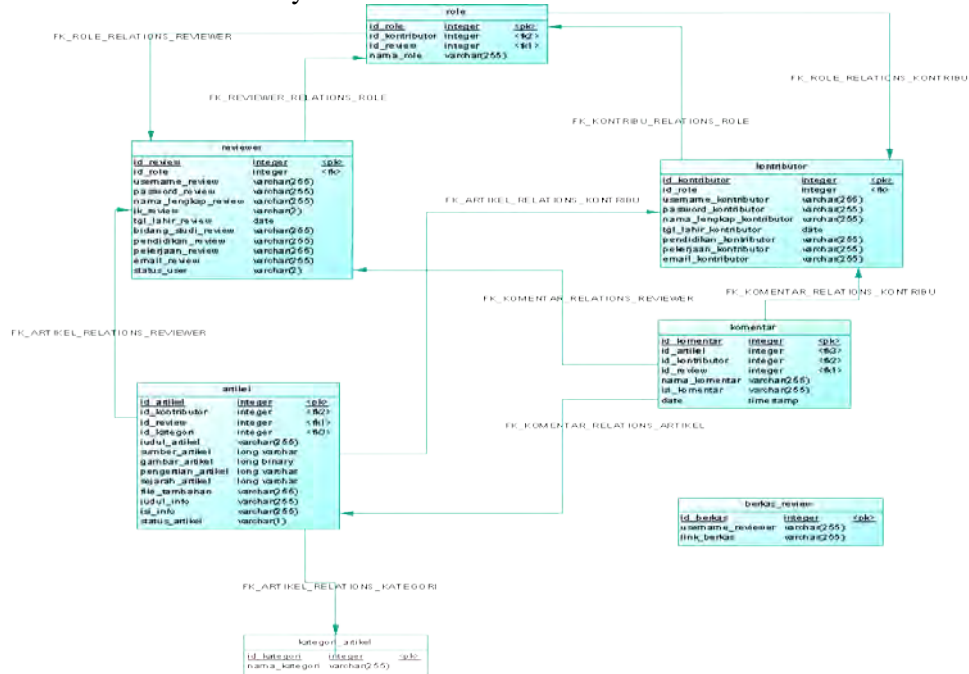 role
id_role integer <pk>
id_kontributor integer <fk2>
id_review integer <fk1>
nama_role varchar(255)
FK_ROLE_RELATIONS_REVIEWER
FK_ROLE_RELATIONS_KONTRIBU
FK_REVIEWER_RELATIONS_ROLE
FK_KONTRIBU_RELATIONS_ROLE
reviewer
id_review integer <pk>
id_role integer <fk>
username_review varchar(255)
password_review varchar(255)
nama_lengkap_review varchar(255)
jk_review varchar(2)
tgl_lahir_review date
bidang_studi_review varchar(255)
pendidikan_review varchar(255)
pekerjaan_review varchar(255)
email_review varchar(255)
status_user varchar(2)
kontributor
id_kontributor integer <pk>
id_role integer <fk>
username_kontributor varchar(255)
password_kontributor varchar(255)
nama_lengkap_kontributor varchar(255)
tgl_lahir_kontributor date
pendidikan_kontributor varchar(255)
pekerjaan_kontributor varchar(255)
email_kontributor varchar(255)
FK_ARTIKEL_RELATIONS_KONTRIBU
FK_KOMENTAR_RELATIONS_REVIEWER
FK_KOMENTAR_RELATIONS_KONTRIBU
FK_ARTIKEL_RELATIONS_REVIEWER
komentar
id_komentar integer <pk>
id_artikel integer <fk3>
id_kontributor integer <fk2>
id_review integer <fk1>
nama_komentar varchar(255)
isi_komentar varchar(255)
date timestamp
artikel
id_artikel integer <pk>
id_kontributor integer <fk2>
id_review integer <fk1>
id_kategori integer <fk3>
judul_artikel varchar(255)
sumber_artikel long varchar
gambar_artikel long binary
pengertian_artikel long varchar
sejarah_artikel long varchar
file_tambahan varchar(255)
judul_info varchar(255)
isi_info varchar(255)
status_artikel varchar(1)
FK_KOMENTAR_RELATIONS_ARTIKEL
berkas_review
id_berkas integer <pk>
username_reviewer varchar(255)
link_berkas varchar(255)
FK_ARTIKEL_RELATIONS_KATEGORI
kategori_artikel
id_kategori integer <pk>
nama_kategori varchar(255)